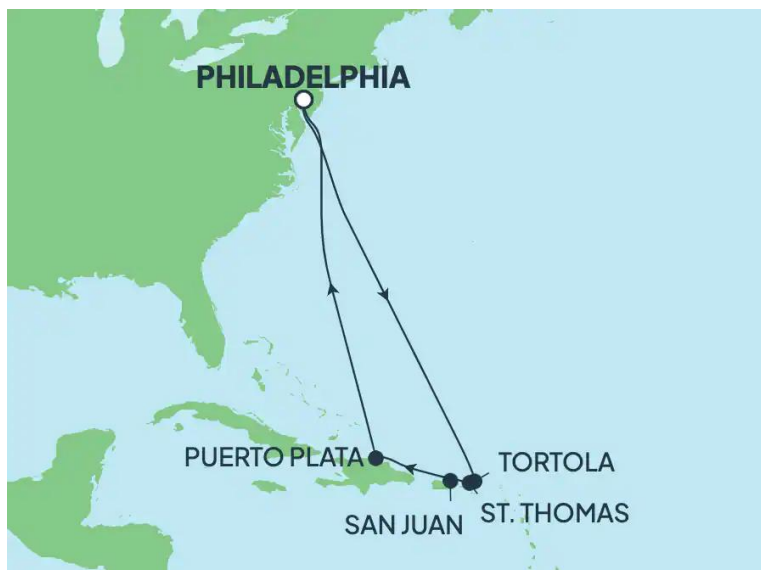 PHILADELPHIA
PUERTO PLATA
TORTOLA
SAN JUAN
ST. THOMAS